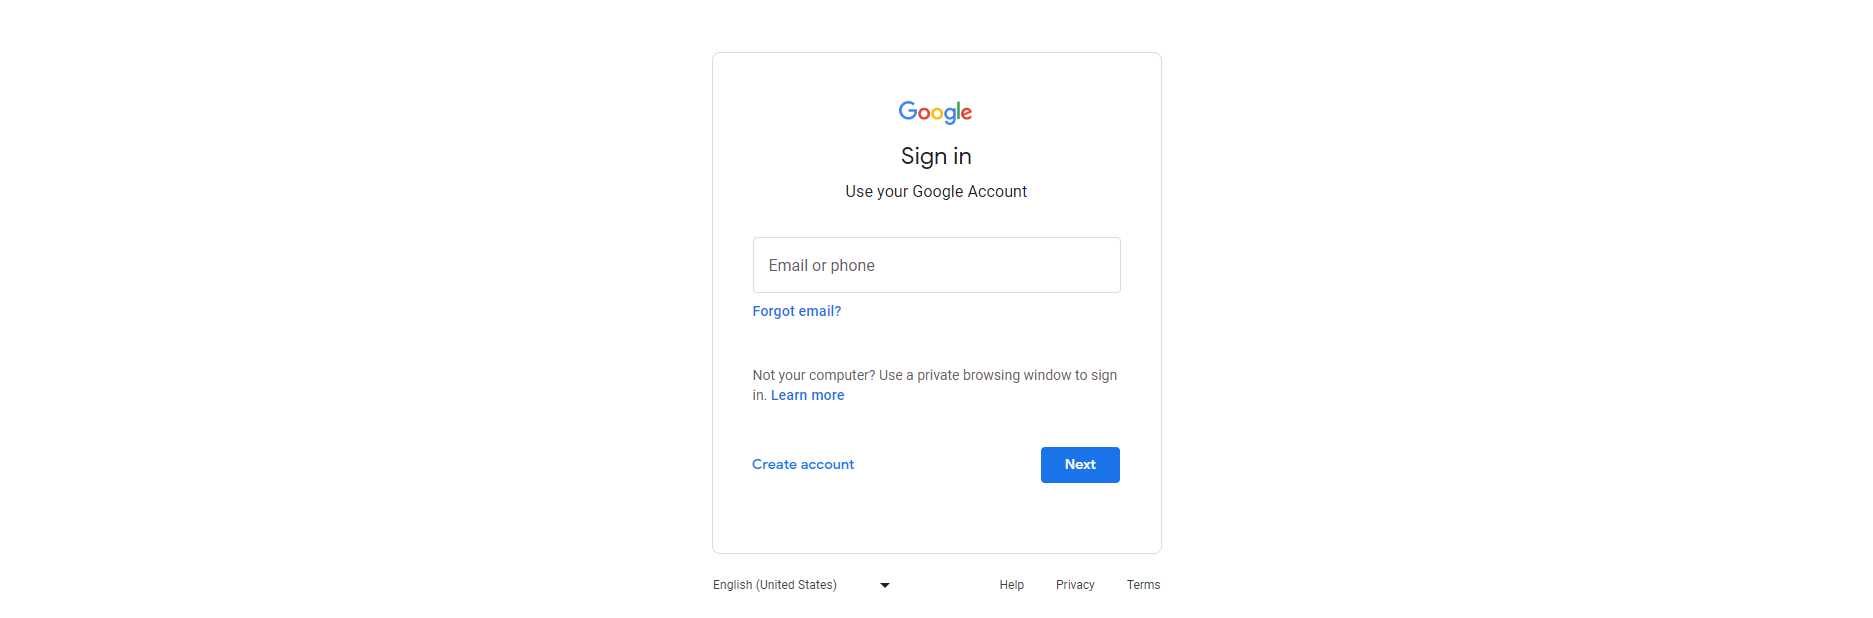 Google
Sign in
Use your Google Account
Email or phone
Forgot email?
Not your computer? Use a private browsing window to sign
in. Learn more
Create account
Next
English (United States)
Help
Privacy
Terms